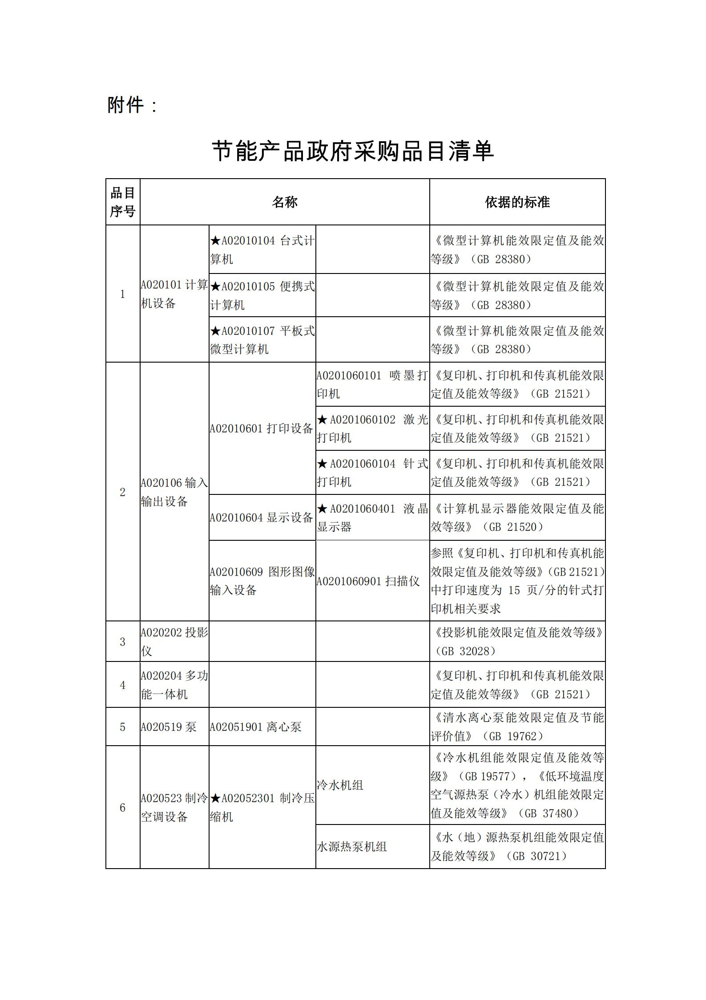 附件：
节能产品政府采购品目清单
品目
序号
名称
依据的标准
1
A020101 计算
机设备
★A02010104 台式计
算机
《微型计算机能效限定值及能效
等级》（GB 28380）
★A02010105 便携式
计算机
《微型计算机能效限定值及能效
等级》（GB 28380）
★A02010107 平板式
微型计算机
《微型计算机能效限定值及能效
等级》（GB 28380）
2
A020106 输入
输出设备
A02010601 打印设备
A0201060101 喷墨打
印机
《复印机、打印机和传真机能效限
定值及能效等级》（GB 21521）
★A0201060102 激光
打印机
《复印机、打印机和传真机能效限
定值及能效等级》（GB 21521）
★A0201060104 针式
打印机
《复印机、打印机和传真机能效限
定值及能效等级》（GB 21521）
A02010604 显示设备
★A0201060401 液晶
显示器
《计算机显示器能效限定值及能
效等级》（GB 21520）
A02010609 图形图像
输入设备
A0201060901 扫描仪
参照《复印机、打印机和传真机能
效限定值及能效等级》（GB 21521）
中打印速度为 15 页/分的针式打
印机相关要求
3
A020202 投影
仪
《投影机能效限定值及能效等级》
（GB 32028）
4
A020204 多功
能一体机
《复印机、打印机和传真机能效限
定值及能效等级》（GB 21521）
5
A020519 泵
A02051901 离心泵
《清水离心泵能效限定值及节能
评价值》（GB 19762）
6
A020523 制冷
空调设备
★A02052301 制冷压
缩机
冷水机组
《冷水机组能效限定值及能效等
级》（GB 19577），《低环境温度
空气源热泵（冷水）机组能效限定
值及能效等级》（GB 37480）
水源热泵机组
《水（地）源热泵机组能效限定值
及能效等级》（GB 30721）